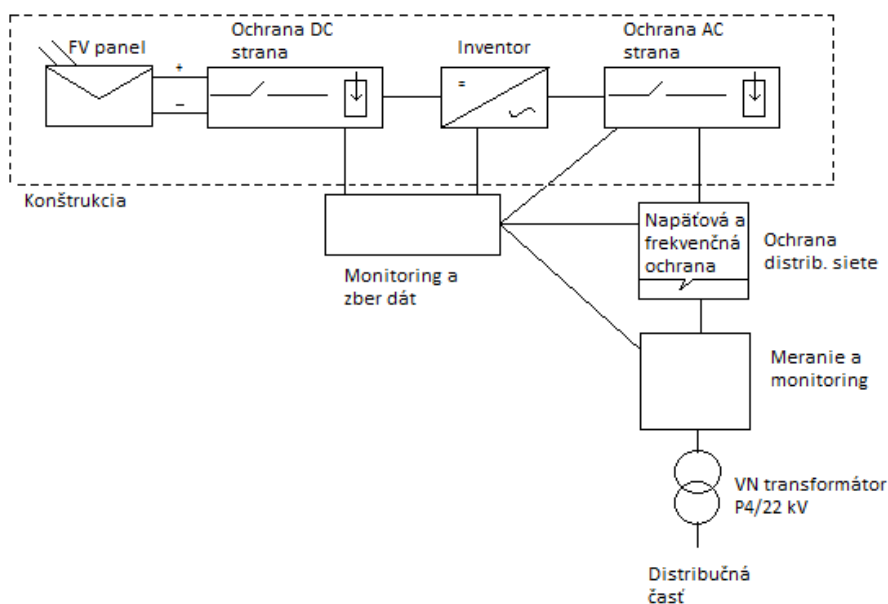 FV panel
Ochrana DC
strana
Inventor
Ochrana AC
strana
+
–
=
Konštrukcia
Monitoring a
zber dát
Napäťová a
frekvenčná
ochrana
Ochrana
distrib. siete
Meranie a
monitoring
VN transformátor
P4/22 kV
Distribučná
časť